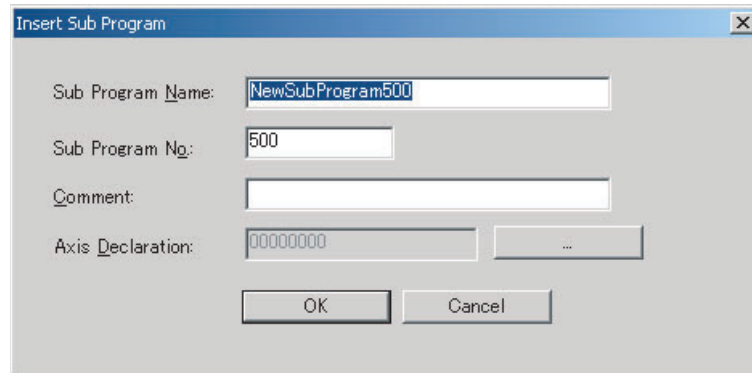 Insert Sub Program
Sub Program Name: NewSubProgram500
Sub Program No.: 500
Comment:
Axis Declaration: 00000000 ...
OK Cancel